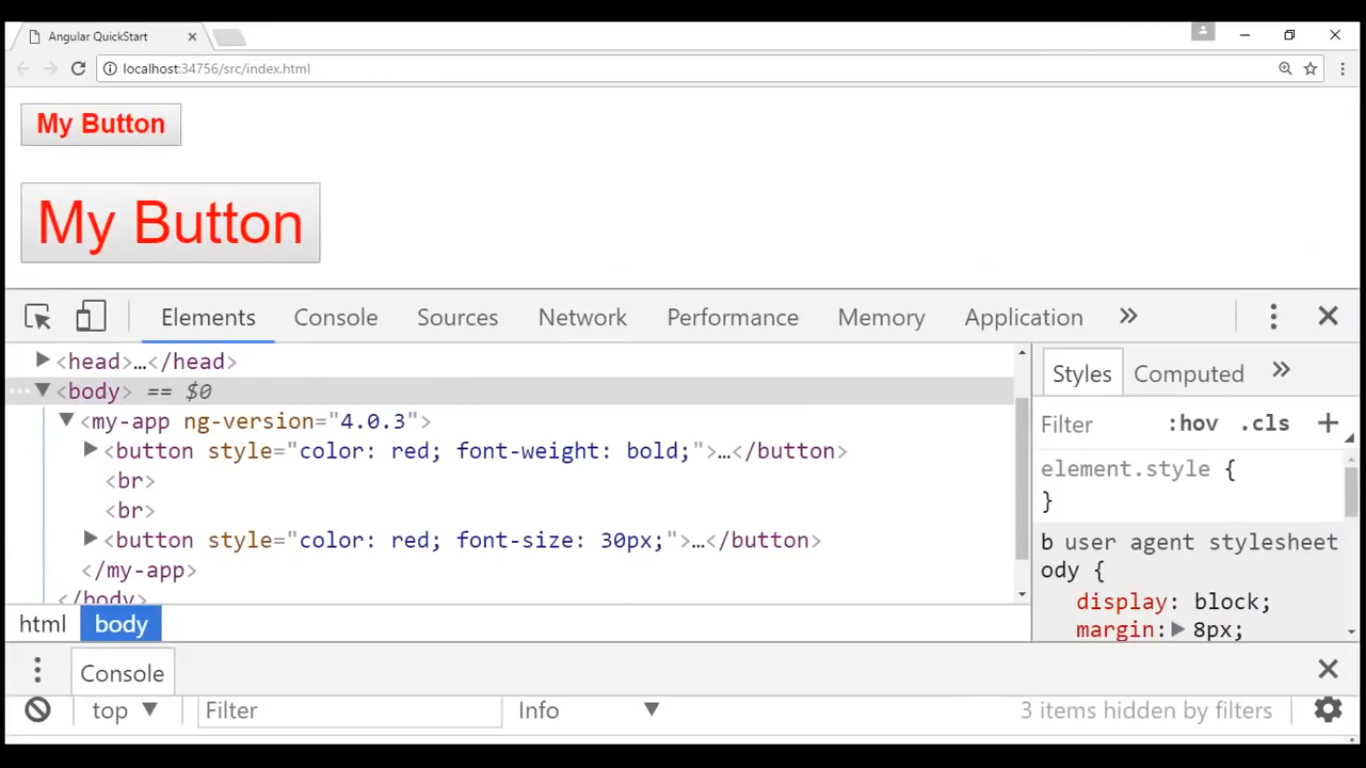 Angular QuickStart
localhost:34756/src/index.html
My Button
My Button
Elements Console Sources Network Performance Memory Application »
<head>…</head>
<body> == $0
<my-app ng-version="4.0.3">
<button style="color: red; font-weight: bold;">…</button>
<br>
<br>
<button style="color: red; font-size: 30px;">…</button>
</my-app>
</body>
html body
Styles Computed »
Filter :hov .cls +
element.style {
}
b user agent stylesheet
ody {
display: block;
margin: 8px;
Console
top Filter Info 3 items hidden by filters